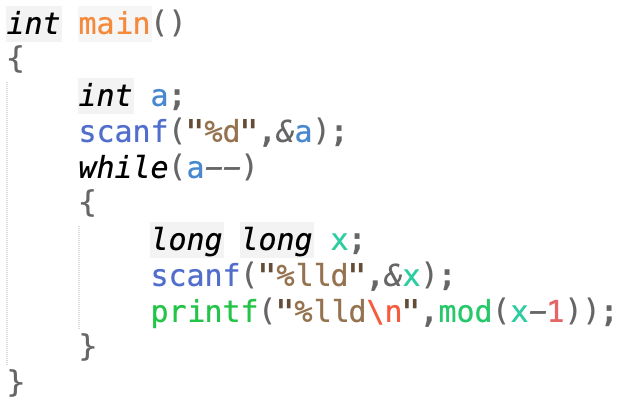 int main()
{
    int a;
    scanf("%d",&a);
    while(a--)
    {
        long long x;
        scanf("%lld",&x);
        printf("%lld\n",mod(x-1));
    }
}